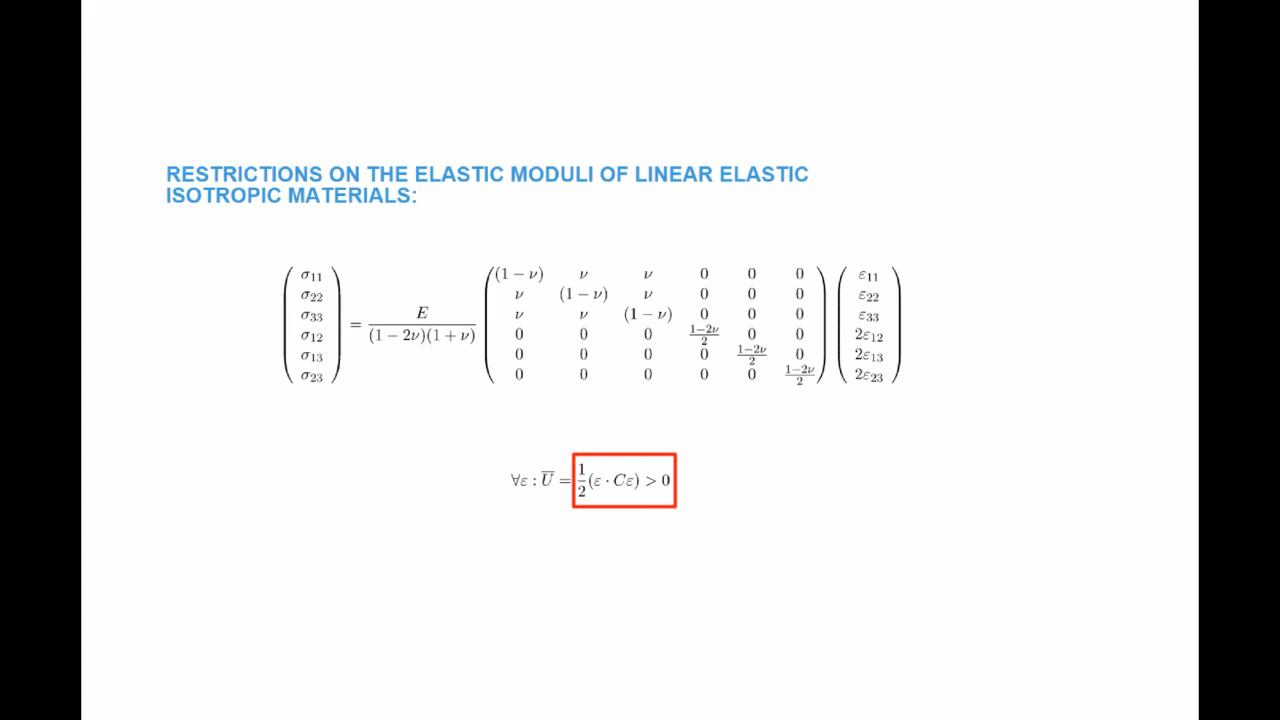 RESTRICTIONS ON THE ELASTIC MODULI OF LINEAR ELASTIC
ISOTROPIC MATERIALS:
( σ11 ) ( (1 − ν) ν ν 0 0 0 ) ( ε11 )
( σ22 ) ( ν (1 − ν) ν 0 0 0 ) ( ε22 )
( σ33 ) = E / (1 − 2ν)(1 + ν) ( ν ν (1 − ν) 0 0 0 ) ( ε33 )
( σ12 ) ( 0 0 0 (1−2ν)/2 0 0 ) ( 2ε12 )
( σ13 ) ( 0 0 0 0 (1−2ν)/2 0 ) ( 2ε13 )
( σ23 ) ( 0 0 0 0 0 (1−2ν)/2 ) ( 2ε23 )
∀ε : U̅ = 1/2 (ε · Cε) > 0